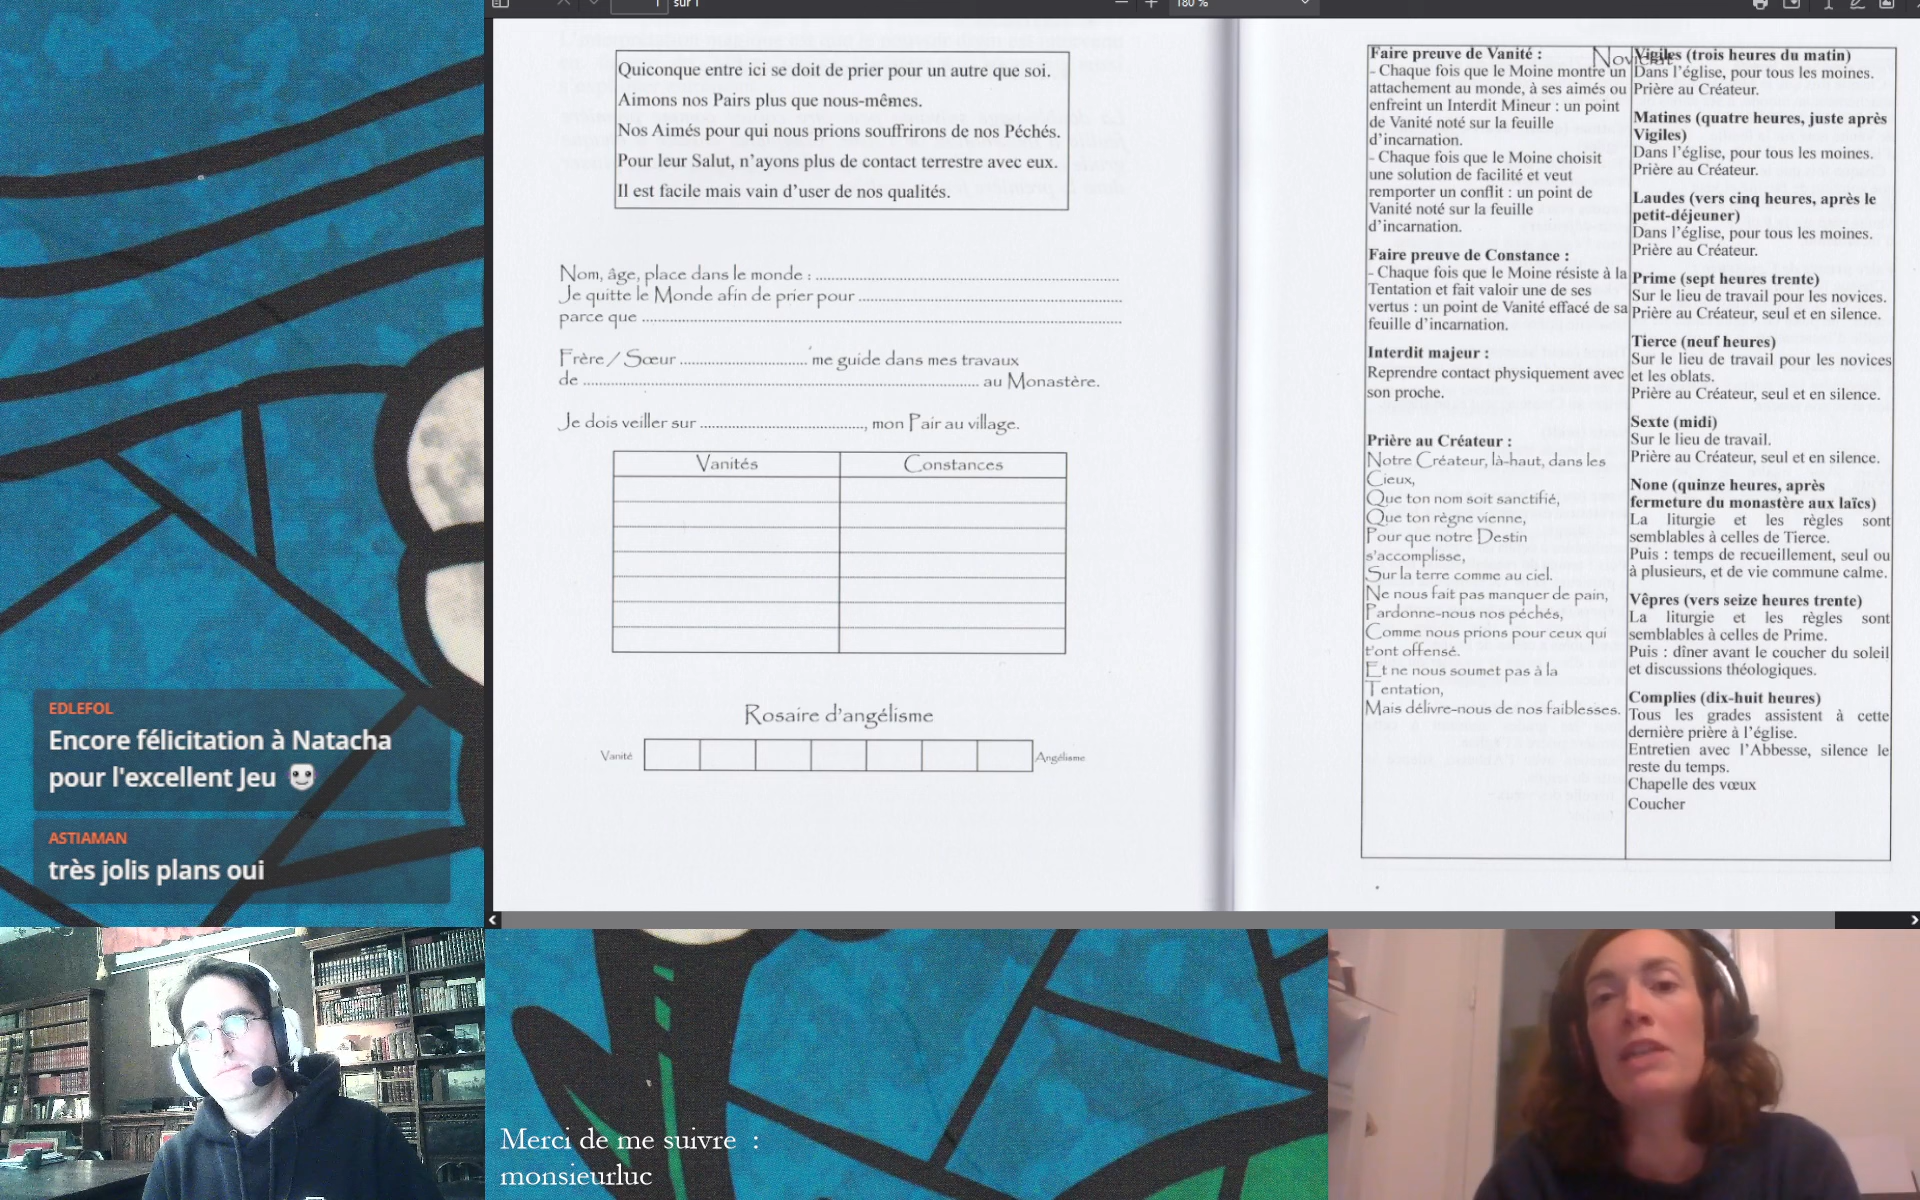 1 sur 1
180 %
Quiconque entre ici se doit de prier pour un autre que soi.
Aimons nos Pairs plus que nous-mêmes.
Nos Aimés pour qui nous prions souffrirons de nos Péchés.
Pour leur Salut, n'ayons plus de contact terrestre avec eux.
Il est facile mais vain d'user de nos qualités.
Nom, âge, place dans le monde :
Je quitte le Monde afin de prier pour
parce que
Frère / Sœur me guide dans mes travaux
de au Monastère.
Je dois veiller sur , mon Pair au village.
Vanités Constances
Rosaire d'angélisme
Vanité Angélisme
Faire preuve de Vanité :
- Chaque fois que le Moine montre un
attachement au monde, à ses aimés ou
enfreint un Interdit Mineur : un point
de Vanité noté sur la feuille
d'incarnation.
- Chaque fois que le Moine choisit
une solution de facilité et veut
remporter un conflit : un point de
Vanité noté sur la feuille
d'incarnation.
Faire preuve de Constance :
- Chaque fois que le Moine résiste à la
Tentation et fait valoir une de ses
vertus : un point de Vanité effacé de sa
feuille d'incarnation.
Interdit majeur :
Reprendre contact physiquement avec
son proche.
Prière au Créateur :
Notre Créateur, là-haut, dans les
Cieux,
Que ton nom soit sanctifié,
Que ton règne vienne,
Pour que notre Destin
s'accomplisse,
Sur la terre comme au ciel.
Ne nous fait pas manquer de pain,
Pardonne-nous nos péchés,
Comme nous prions pour ceux qui
t'ont offensé.
Et ne nous soumet pas à la
Tentation,
Mais délivre-nous de nos faiblesses.
Vigiles (trois heures du matin)
Dans l'église, pour tous les moines.
Prière au Créateur.
Matines (quatre heures, juste après
Vigiles)
Dans l'église, pour tous les moines.
Prière au Créateur.
Laudes (vers cinq heures, après le
petit-déjeuner)
Dans l'église, pour tous les moines.
Prière au Créateur.
Prime (sept heures trente)
Sur le lieu de travail pour les novices.
Prière au Créateur, seul et en silence.
Tierce (neuf heures)
Sur le lieu de travail pour les novices
et les oblats.
Prière au Créateur, seul et en silence.
Sexte (midi)
Sur le lieu de travail.
Prière au Créateur, seul et en silence.
None (quinze heures, après
fermeture du monastère aux laïcs)
La liturgie et les règles sont
semblables à celles de Tierce.
Puis : temps de recueillement, seul ou
à plusieurs, et de vie commune calme.
Vêpres (vers seize heures trente)
La liturgie et les règles sont
semblables à celles de Prime.
Puis : dîner avant le coucher du soleil
et discussions théologiques.
Complies (dix-huit heures)
Tous les grades assistent à cette
dernière prière à l'église.
Entretien avec l'Abbesse, silence le
reste du temps.
Chapelle des vœux
Coucher
EDLEFOL
Encore félicitation à Natacha
pour l'excellent Jeu
ASTIAMAN
très jolis plans oui
Merci de me suivre :
monsieurluc